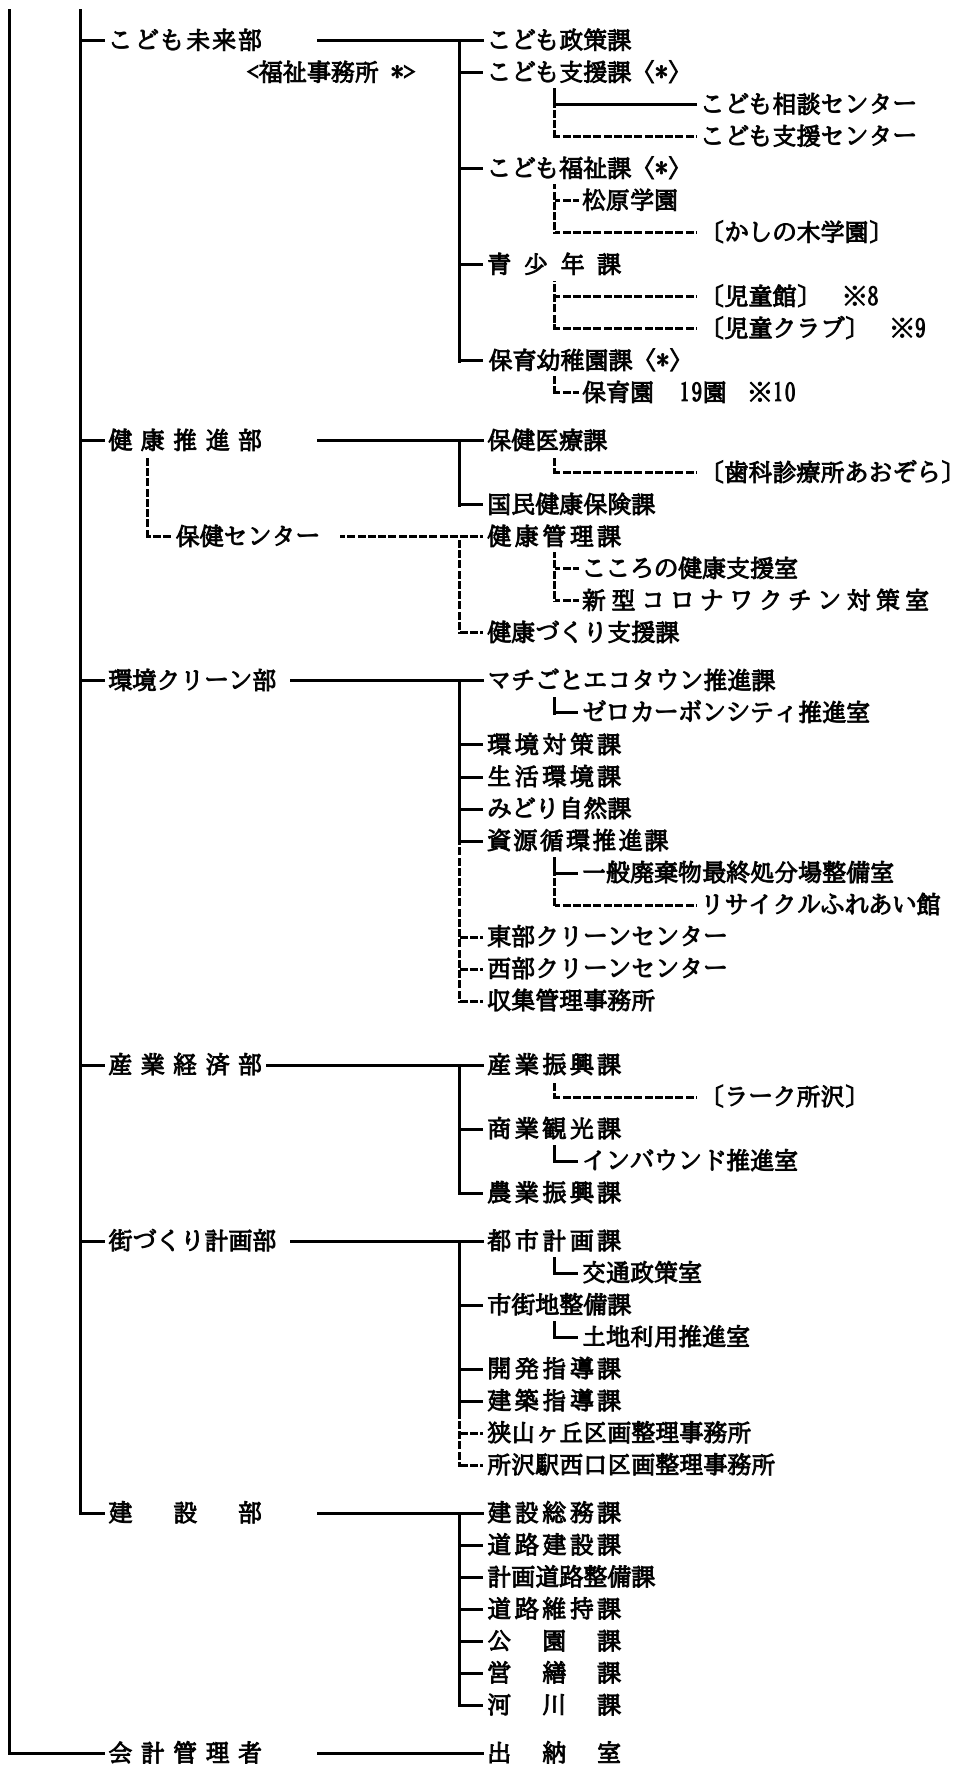 こども未来部 こども政策課
<福祉事務所 *> こども支援課〈*〉
こども相談センター
こども支援センター
こども福祉課〈*〉
松原学園
〔かしの木学園〕
青少年課
〔児童館〕 ※8
〔児童クラブ〕 ※9
保育幼稚園課〈*〉
保育園 19園 ※10
健康推進部 保健医療課
〔歯科診療所あおぞら〕
国民健康保険課
保健センター 健康管理課
こころの健康支援室
新型コロナワクチン対策室
健康づくり支援課
環境クリーン部 マチごとエコタウン推進課
ゼロカーボンシティ推進室
環境対策課
生活環境課
みどり自然課
資源循環推進課
一般廃棄物最終処分場整備室
リサイクルふれあい館
東部クリーンセンター
西部クリーンセンター
収集管理事務所
産業経済部 産業振興課
〔ラーク所沢〕
商業観光課
インバウンド推進室
農業振興課
街づくり計画部 都市計画課
交通政策室
市街地整備課
土地利用推進室
開発指導課
建築指導課
狭山ヶ丘区画整理事務所
所沢駅西口区画整理事務所
建設部 建設総務課
道路建設課
計画道路整備課
道路維持課
公園課
営繕課
河川課
会計管理者 出納室